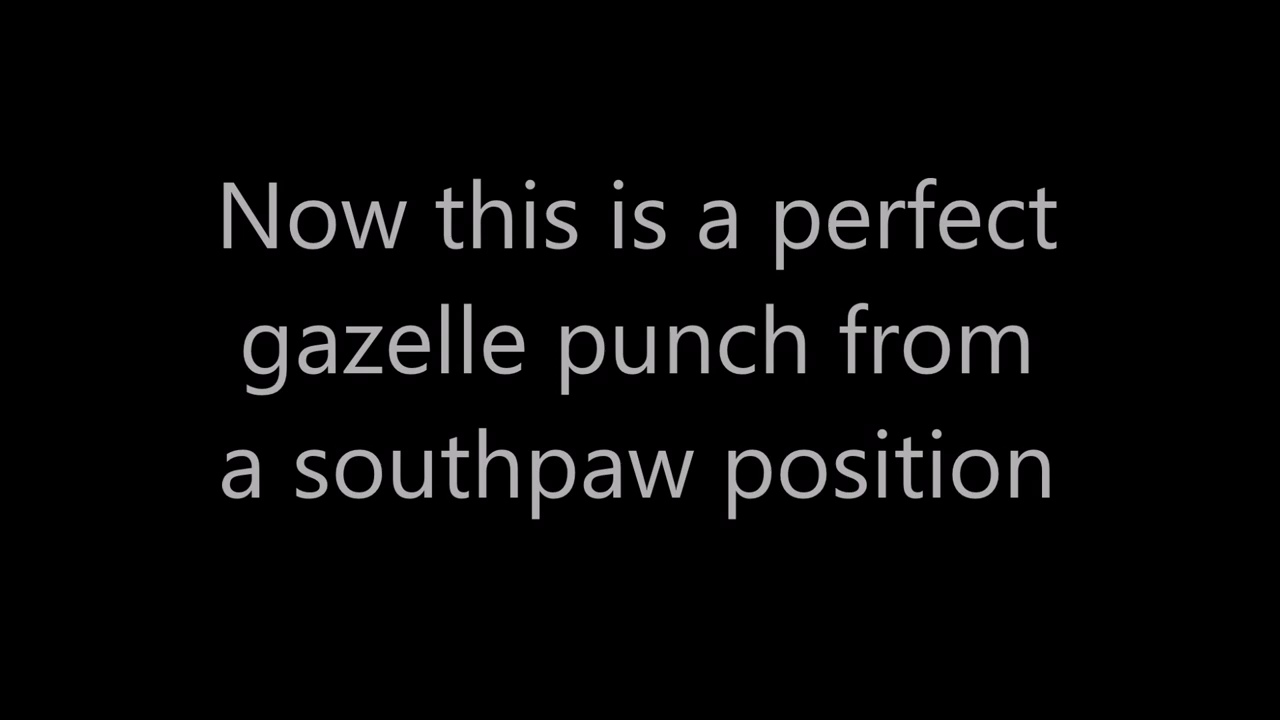 Now this is a perfect
gazelle punch from
a southpaw position